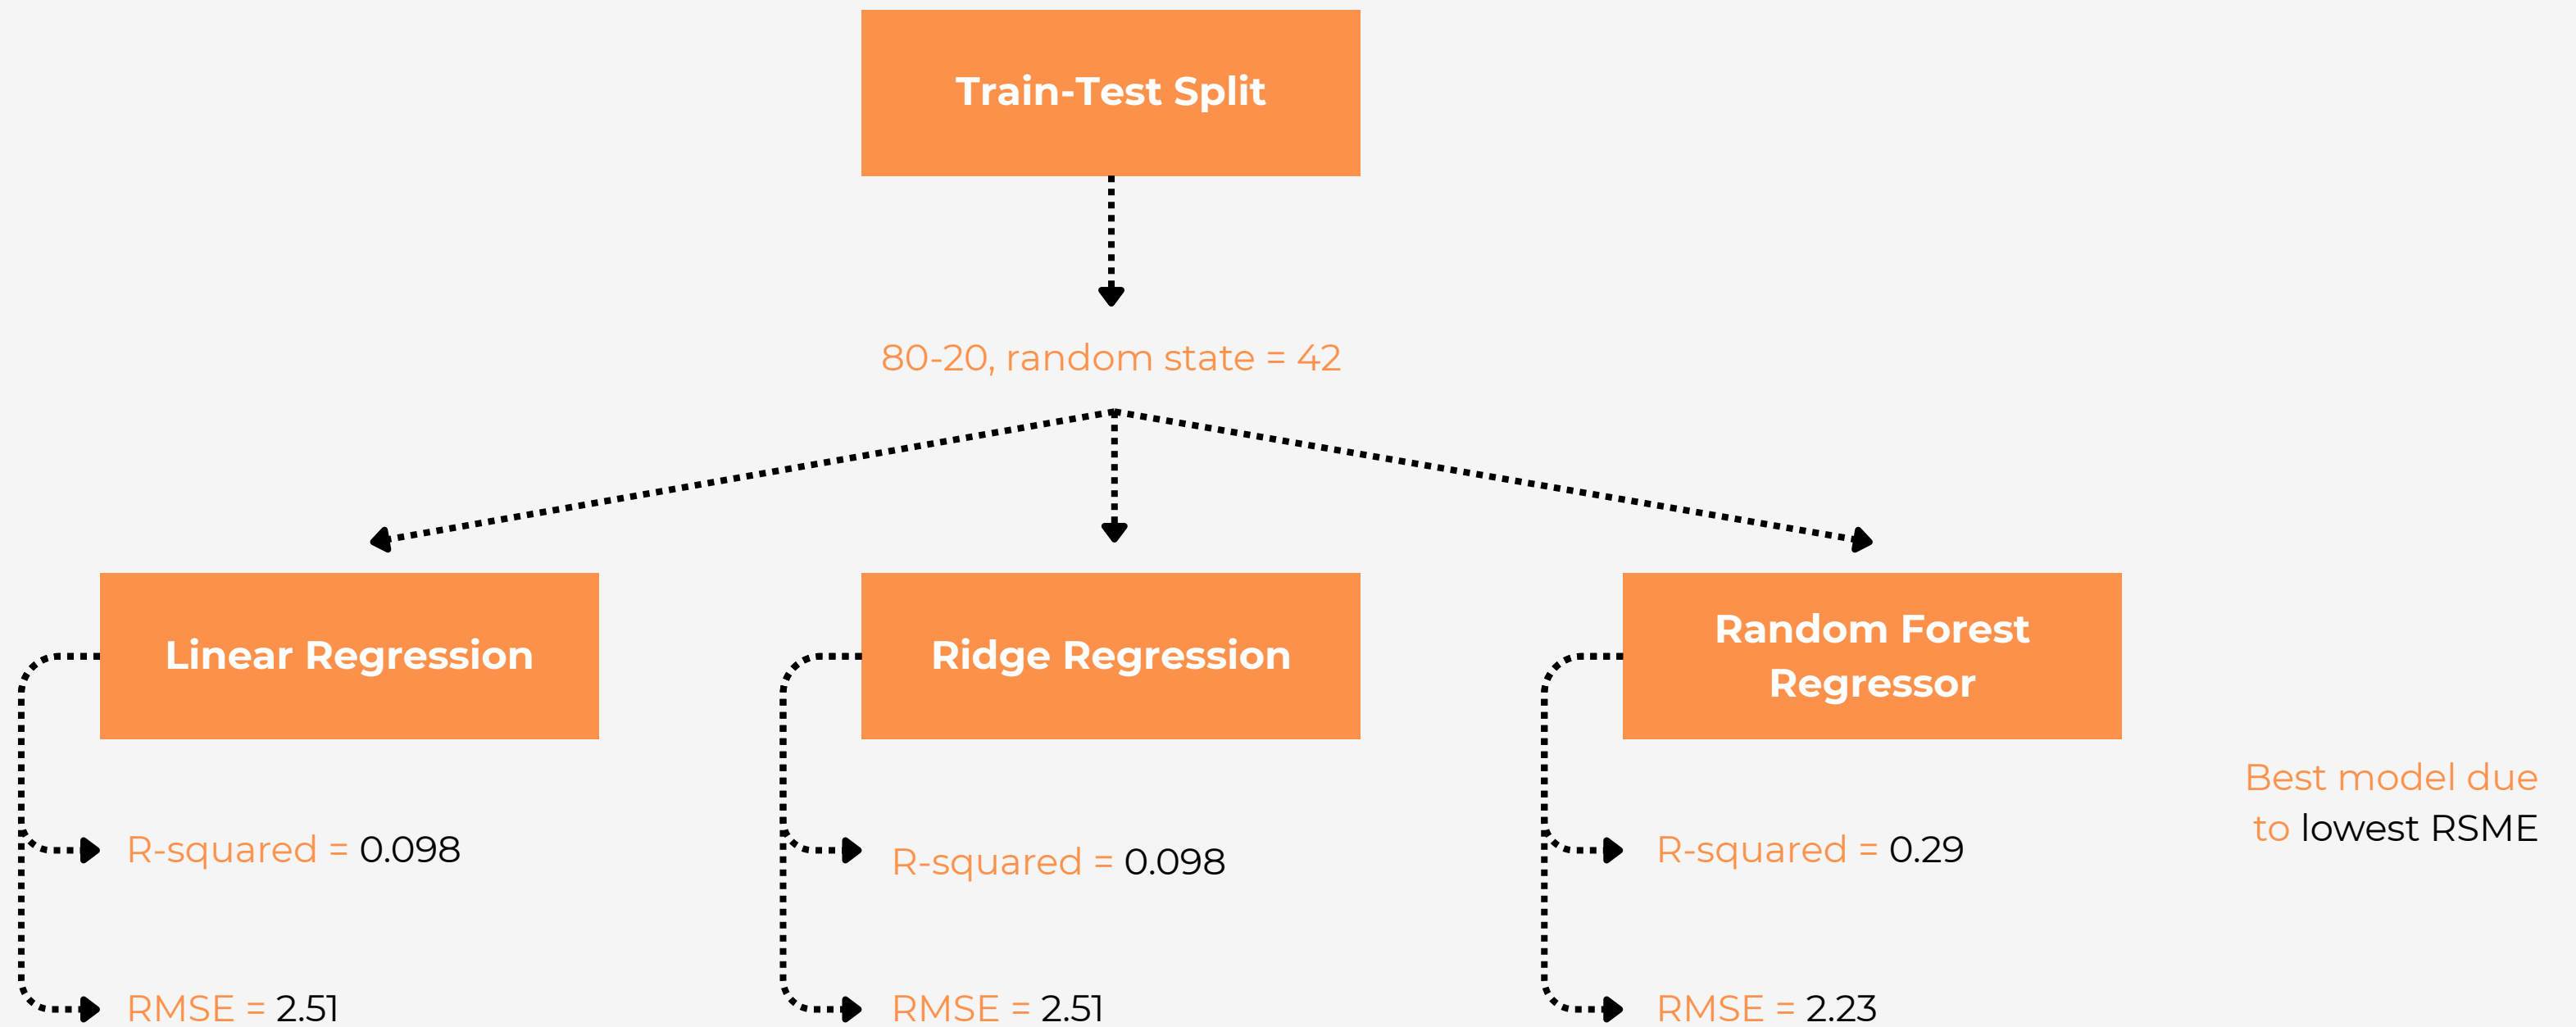 Train-Test Split
80-20, random state = 42
Linear Regression
Ridge Regression
Random Forest
Regressor
Best model due
to lowest RSME
R-squared = 0.098
R-squared = 0.098
R-squared = 0.29
RMSE = 2.51
RMSE = 2.51
RMSE = 2.23